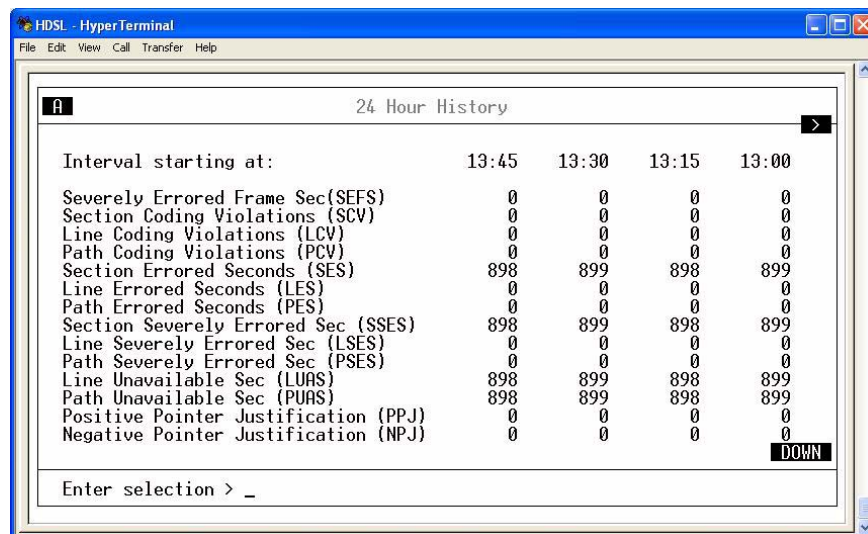 HDSL - HyperTerminal
File Edit View Call Transfer Help
A 24 Hour History
>
Interval starting at: 13:45 13:30 13:15 13:00
Severely Errored Frame Sec(SEFS) 0 0 0 0
Section Coding Violations (SCV) 0 0 0 0
Line Coding Violations (LCV) 0 0 0 0
Path Coding Violations (PCV) 0 0 0 0
Section Errored Seconds (SES) 898 899 898 899
Line Errored Seconds (LES) 0 0 0 0
Path Errored Seconds (PES) 0 0 0 0
Section Severely Errored Sec (SSES) 898 899 898 899
Line Severely Errored Sec (LSES) 0 0 0 0
Path Severely Errored Sec (PSES) 0 0 0 0
Line Unavailable Sec (LUAS) 898 899 898 899
Path Unavailable Sec (PUAS) 898 899 898 899
Positive Pointer Justification (PPJ) 0 0 0 0
Negative Pointer Justification (NPJ) 0 0 0 0
DOWN
Enter selection > _